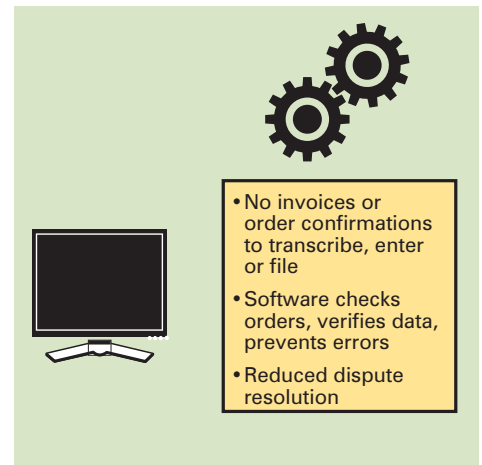 •No invoices or
order confirmations
to transcribe, enter
or file
•Software checks
orders, verifies data,
prevents errors
•Reduced dispute
resolution